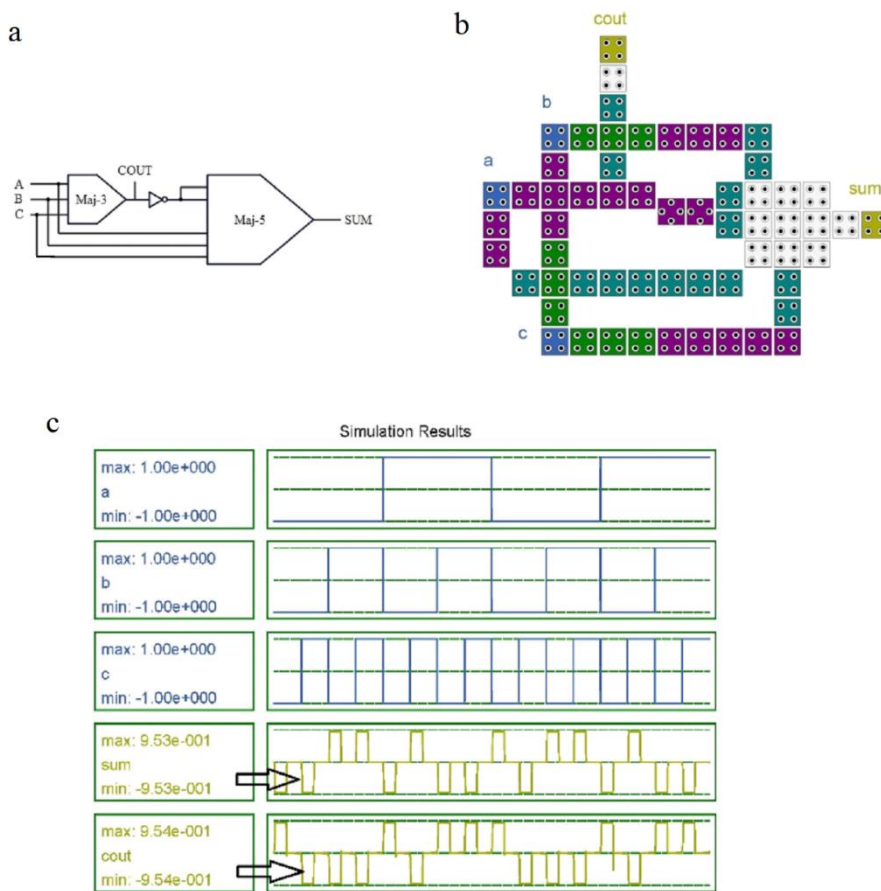 a
A
B
C
Maj-3
COUT
Maj-5
SUM
b
cout
b
a
sum
c
c
Simulation Results
max: 1.00e+000
a
min: -1.00e+000
max: 1.00e+000
b
min: -1.00e+000
max: 1.00e+000
c
min: -1.00e+000
max: 9.53e-001
sum
min: -9.53e-001
max: 9.54e-001
cout
min: -9.54e-001